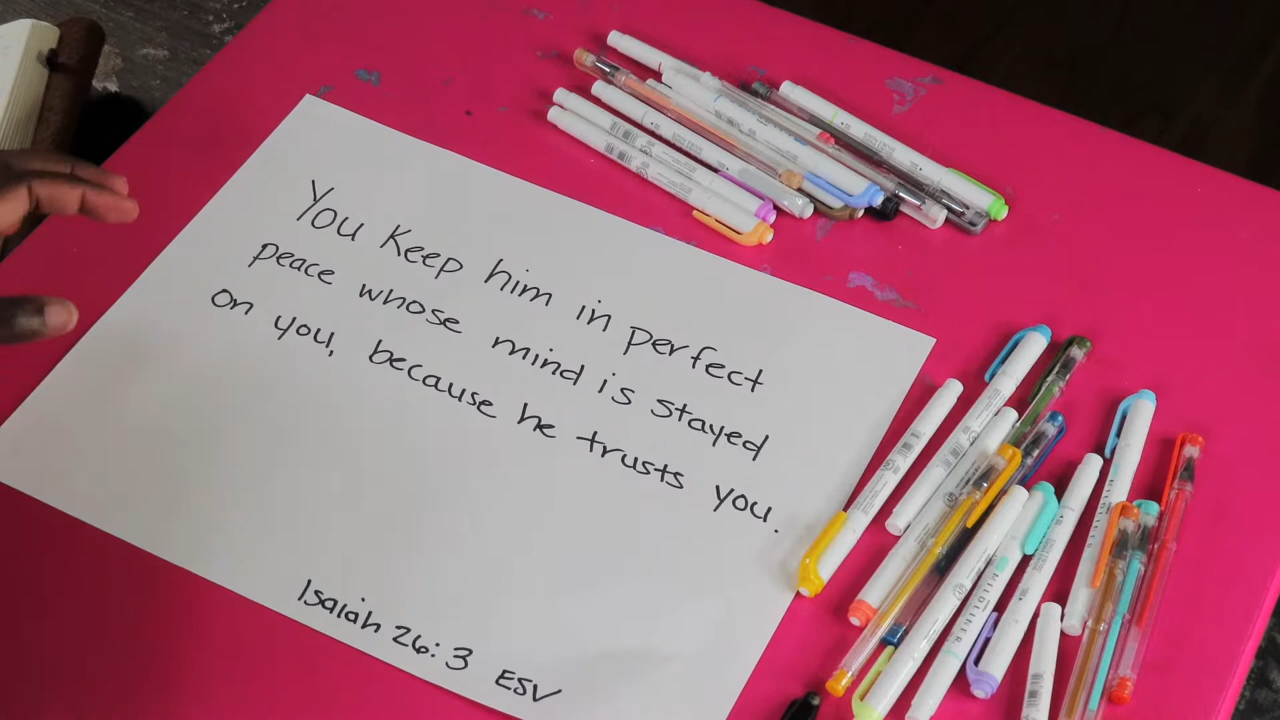 You Keep him in perfect
peace whose mind is stayed
on you, because he trusts you.
Isaiah 26:3 ESV
MILDLINER